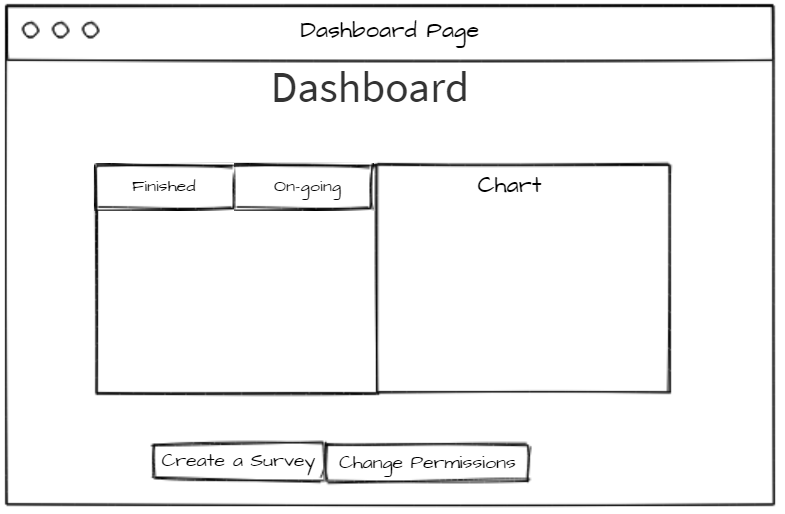 Dashboard Page
Dashboard
Finished
On-going
Chart
Create a Survey
Change Permissions